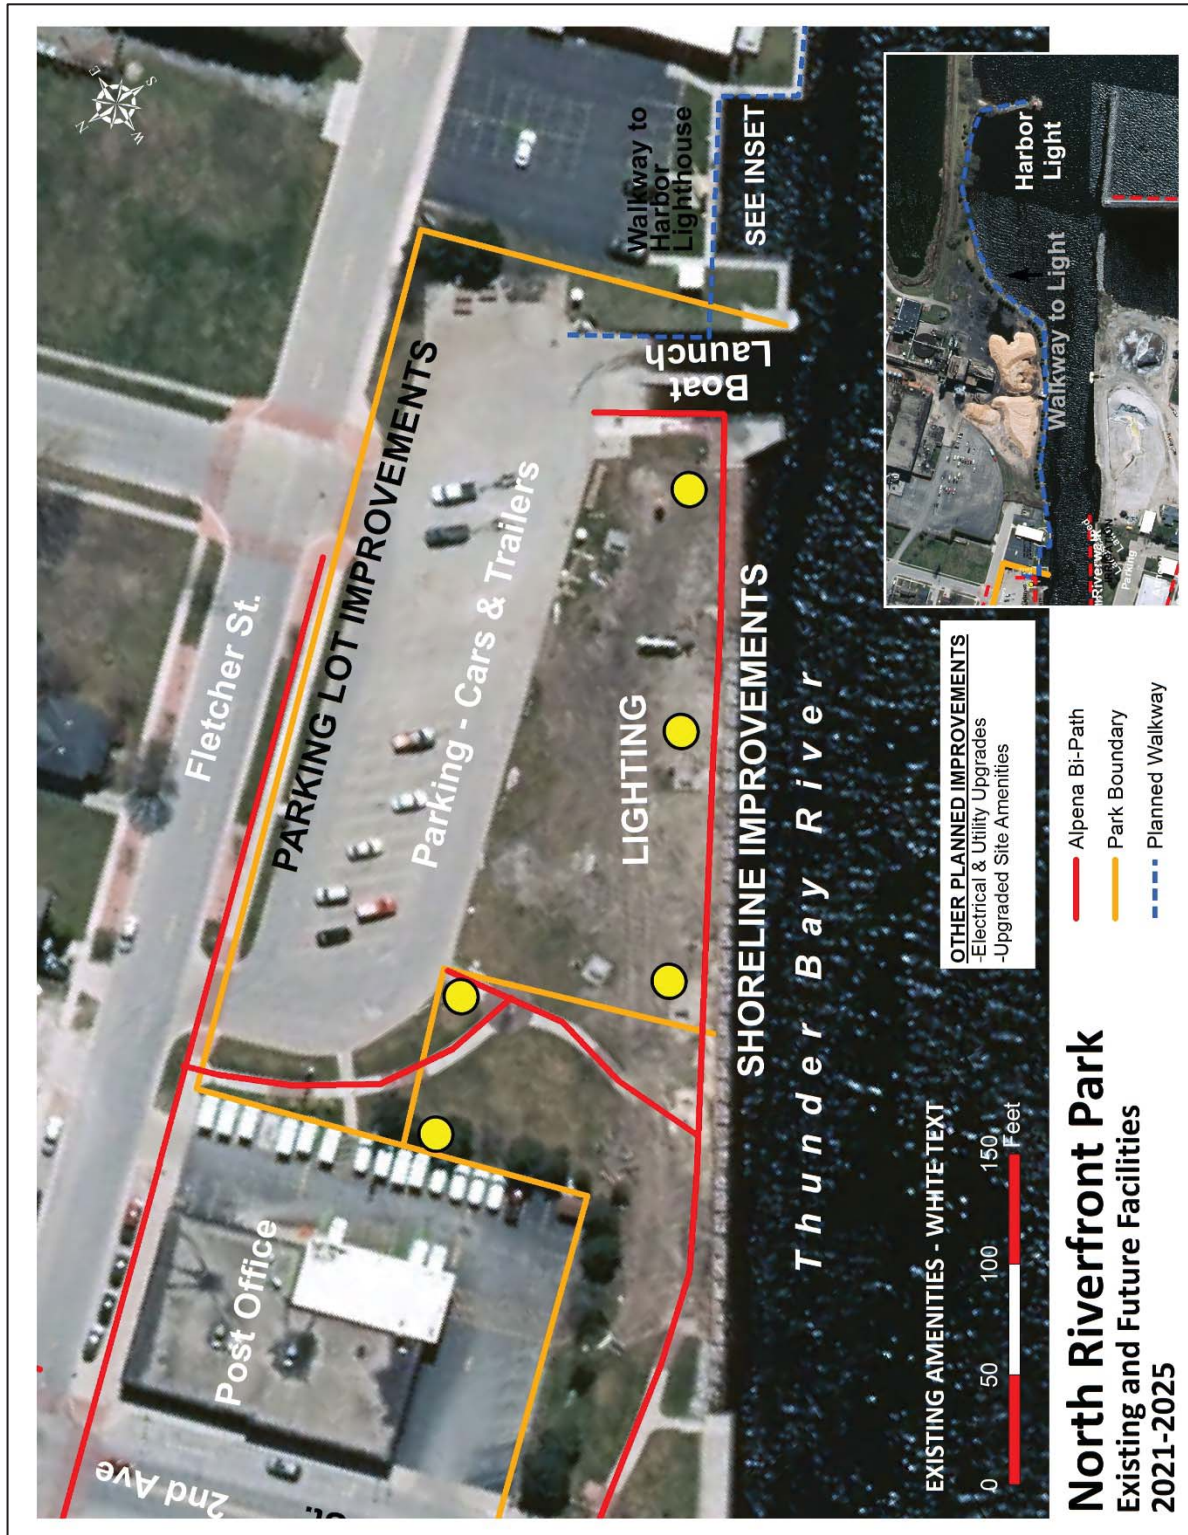 N
E
S
W
2nd Ave
St.
Post Office
Fletcher St.
PARKING LOT IMPROVEMENTS
Parking - Cars & Trailers
LIGHTING
Boat
Launch
Walkway to
Harbor
Lighthouse
SEE INSET
SHORELINE IMPROVEMENTS
Thunder Bay River
EXISTING AMENITIES - WHITE TEXT
0 50 100 150
Feet
OTHER PLANNED IMPROVEMENTS
-Electrical & Utility Upgrades
-Upgraded Site Amenities
Walkway to Light
Harbor
Light
Riverwalk
Parking
North Riverfront Park
Existing and Future Facilities
2021-2025
Alpena Bi-Path
Park Boundary
Planned Walkway